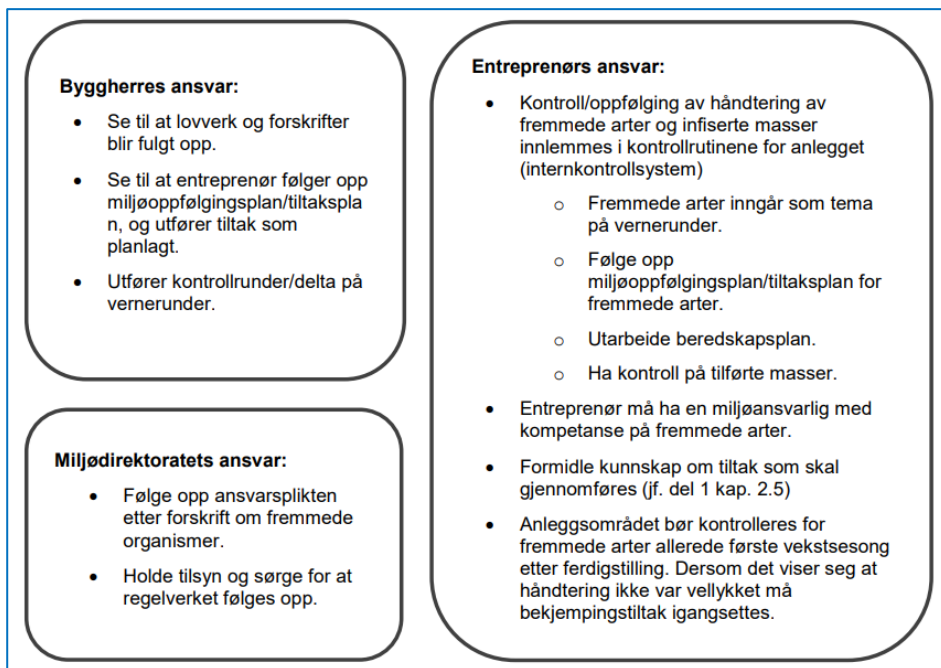 Byggherres ansvar:
• Se til at lovverk og forskrifter
blir fulgt opp.
• Se til at entreprenør følger opp
miljøoppfølgingsplan/tiltakspla
n, og utfører tiltak som
planlagt.
• Utfører kontrollrunder/delta på
vernerunder.
Miljødirektoratets ansvar:
• Følge opp ansvarsplikten
etter forskrift om fremmede
organismer.
• Holde tilsyn og sørge for at
regelverket følges opp.
Entreprenørs ansvar:
• Kontroll/oppfølging av håndtering av
fremmede arter og infiserte masser
innlemmes i kontrollrutinene for anlegget
(internkontrollsystem)
o Fremmede arter inngår som tema
på vernerunder.
o Følge opp
miljøoppfølgingsplan/tiltaksplan for
fremmede arter.
o Utarbeide beredskapsplan.
o Ha kontroll på tilførte masser.
• Entreprenør må ha en miljøansvarlig med
kompetanse på fremmede arter.
• Formidle kunnskap om tiltak som skal
gjennomføres (jf. del 1 kap. 2.5)
• Anleggsområdet bør kontrolleres for
fremmede arter allerede første vekstsesong
etter ferdigstilling. Dersom det viser seg at
håndtering ikke var vellykket må
bekjempingstiltak igangsettes.